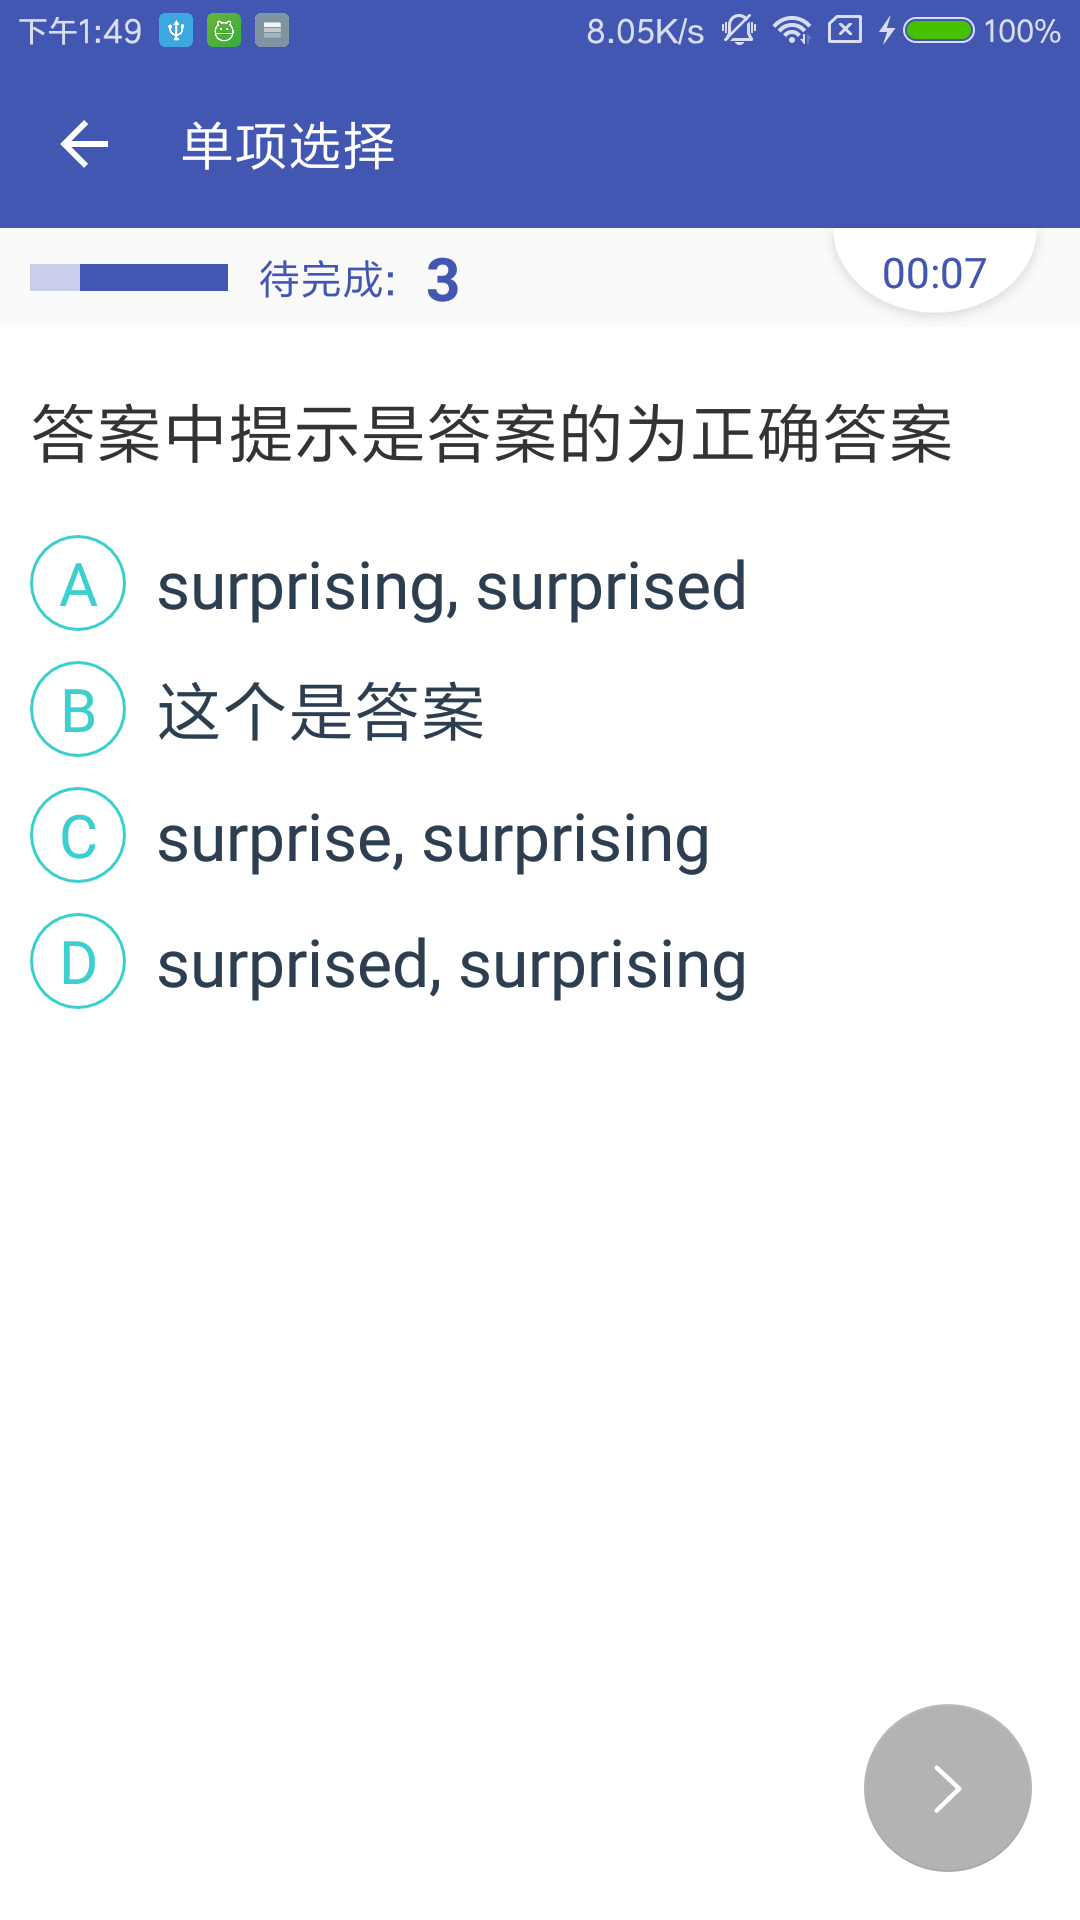 下午1:49 8.05K/s 100%
单项选择
待完成: 3 00:07
答案中提示是答案的为正确答案
A surprising, surprised
B 这个是答案
C surprise, surprising
D surprised, surprising